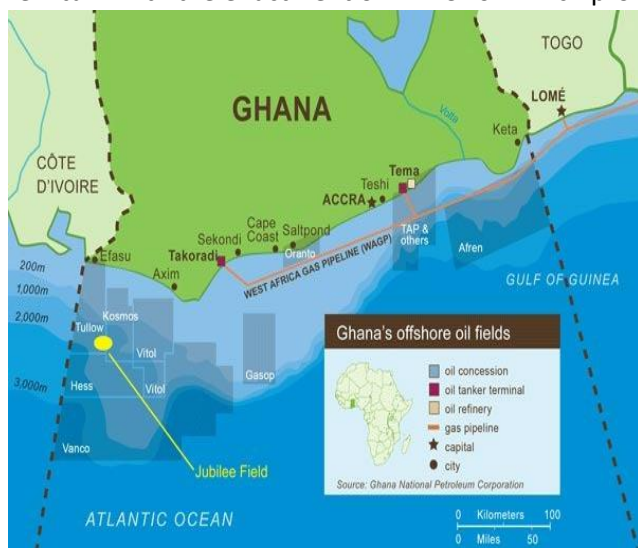 TOGO
LOMÉ
GHANA
Volta
Keta
CÔTE
D'IVOIRE
Tema
Teshi
ACCRA
Cape
Coast
Saltpond
Sekondi
Takoradi
Oranto
TAP &
others
Afren
Efasu
Axim
WEST AFRICA GAS PIPELINE (WAGP)
GULF OF GUINEA
200m
1,000m
2,000m
3,000m
Kosmos
Tullow
Vitol
Vitol
Hess
Gasop
Vanco
Jubilee Field
ATLANTIC OCEAN
Ghana's offshore oil fields
oil concession
oil tanker terminal
oil refinery
gas pipeline
capital
city
Source: Ghana National Petroleum Corporation
0 Kilometers 100
0 Miles 50